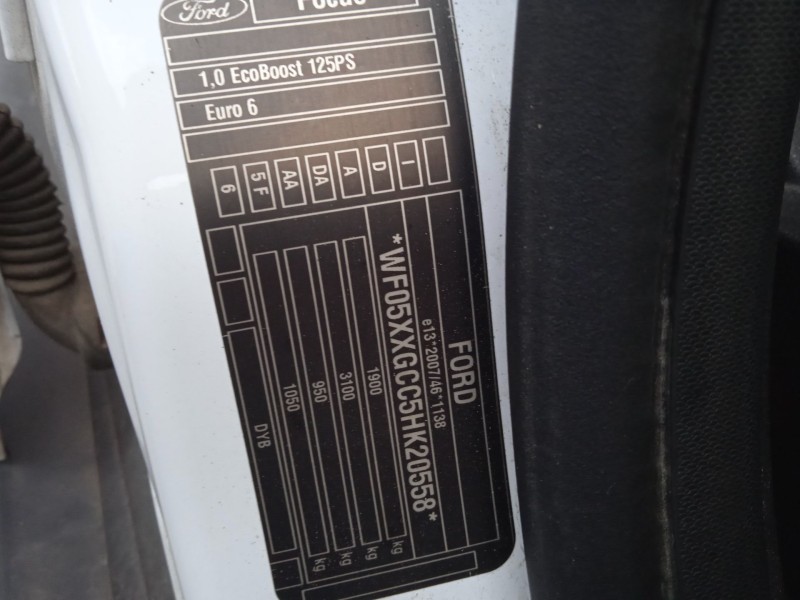 Ford
Focus
1,0 EcoBoost 125PS
Euro 6
6 5F AA DA A D I
FORD
e13*2007/46*1138
*WF05XXGCC5HK20558*
1900 kg
3100 kg
950 kg
1050 kg
DYB